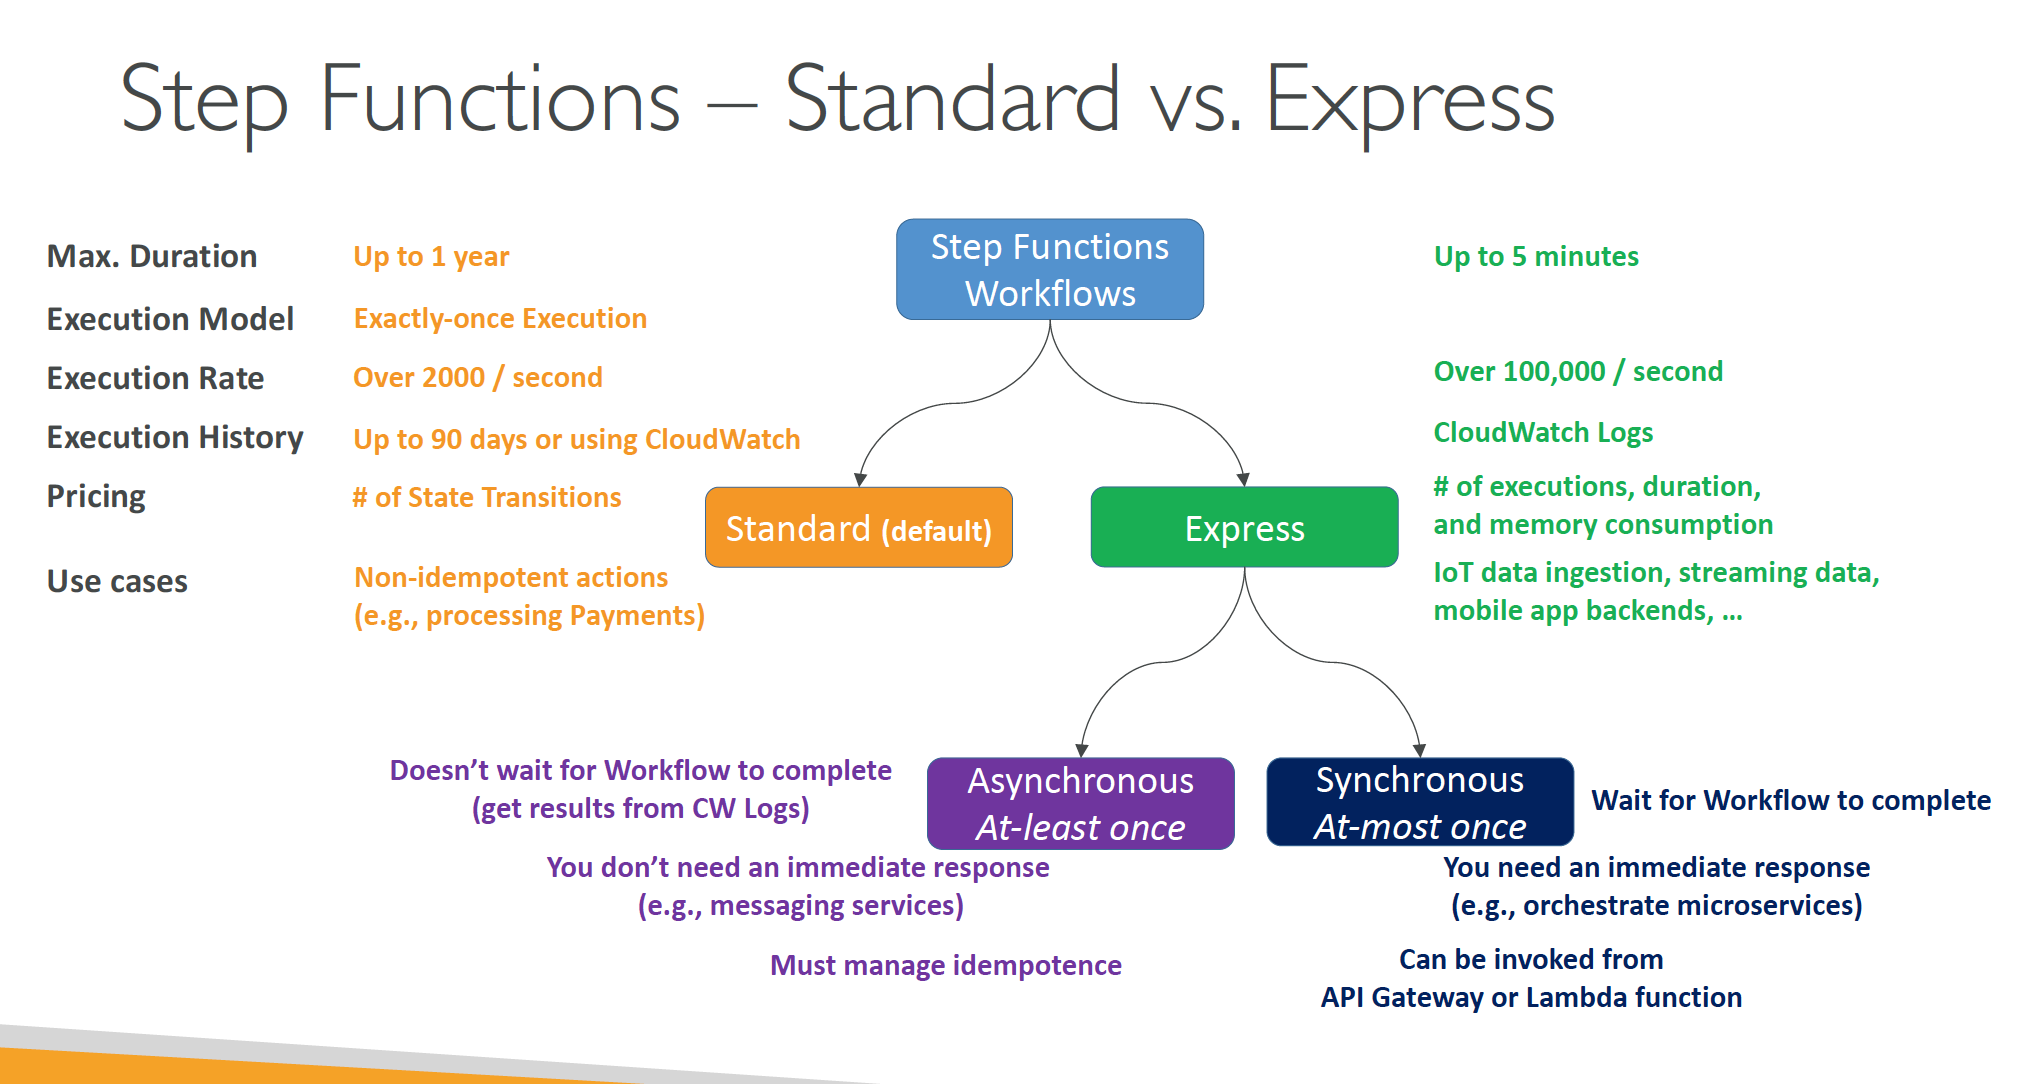 Step Functions – Standard vs. Express
Max. Duration
Up to 1 year
Step Functions
Workflows
Up to 5 minutes
Execution Model
Exactly-once Execution
Execution Rate
Over 2000 / second
Over 100,000 / second
Execution History
Up to 90 days or using CloudWatch
CloudWatch Logs
Pricing
# of State Transitions
Standard (default)
Express
# of executions, duration,
and memory consumption
Use cases
Non-idempotent actions
(e.g., processing Payments)
IoT data ingestion, streaming data,
mobile app backends, ...
Doesn’t wait for Workflow to complete
(get results from CW Logs)
Asynchronous
At-least once
Synchronous
At-most once
Wait for Workflow to complete
You don’t need an immediate response
(e.g., messaging services)
You need an immediate response
(e.g., orchestrate microservices)
Must manage idempotence
Can be invoked from
API Gateway or Lambda function